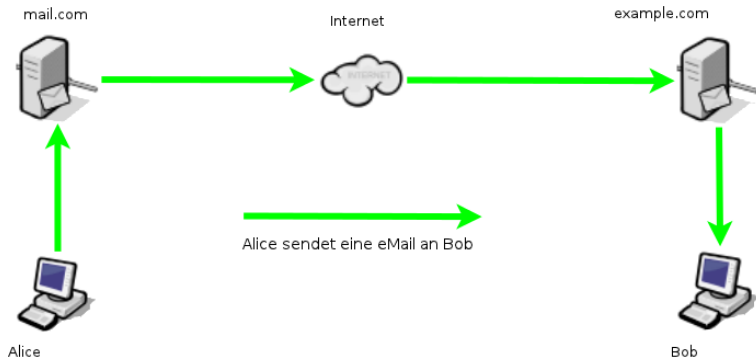 mail.com
Internet
example.com
INTERNET
Alice sendet eine eMail an Bob
Alice
Bob